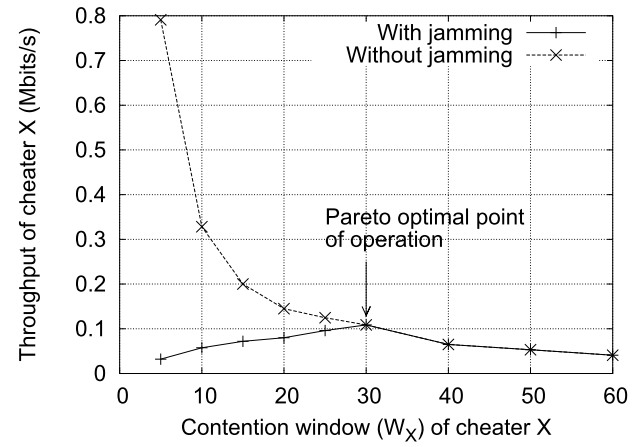 0.8
0.7
0.6
0.5
0.4
0.3
0.2
0.1
0
Throughput of cheater X (Mbits/s)
With jamming
Without jamming
Pareto optimal point
of operation
0 10 20 30 40 50 60
Contention window (W_X) of cheater X